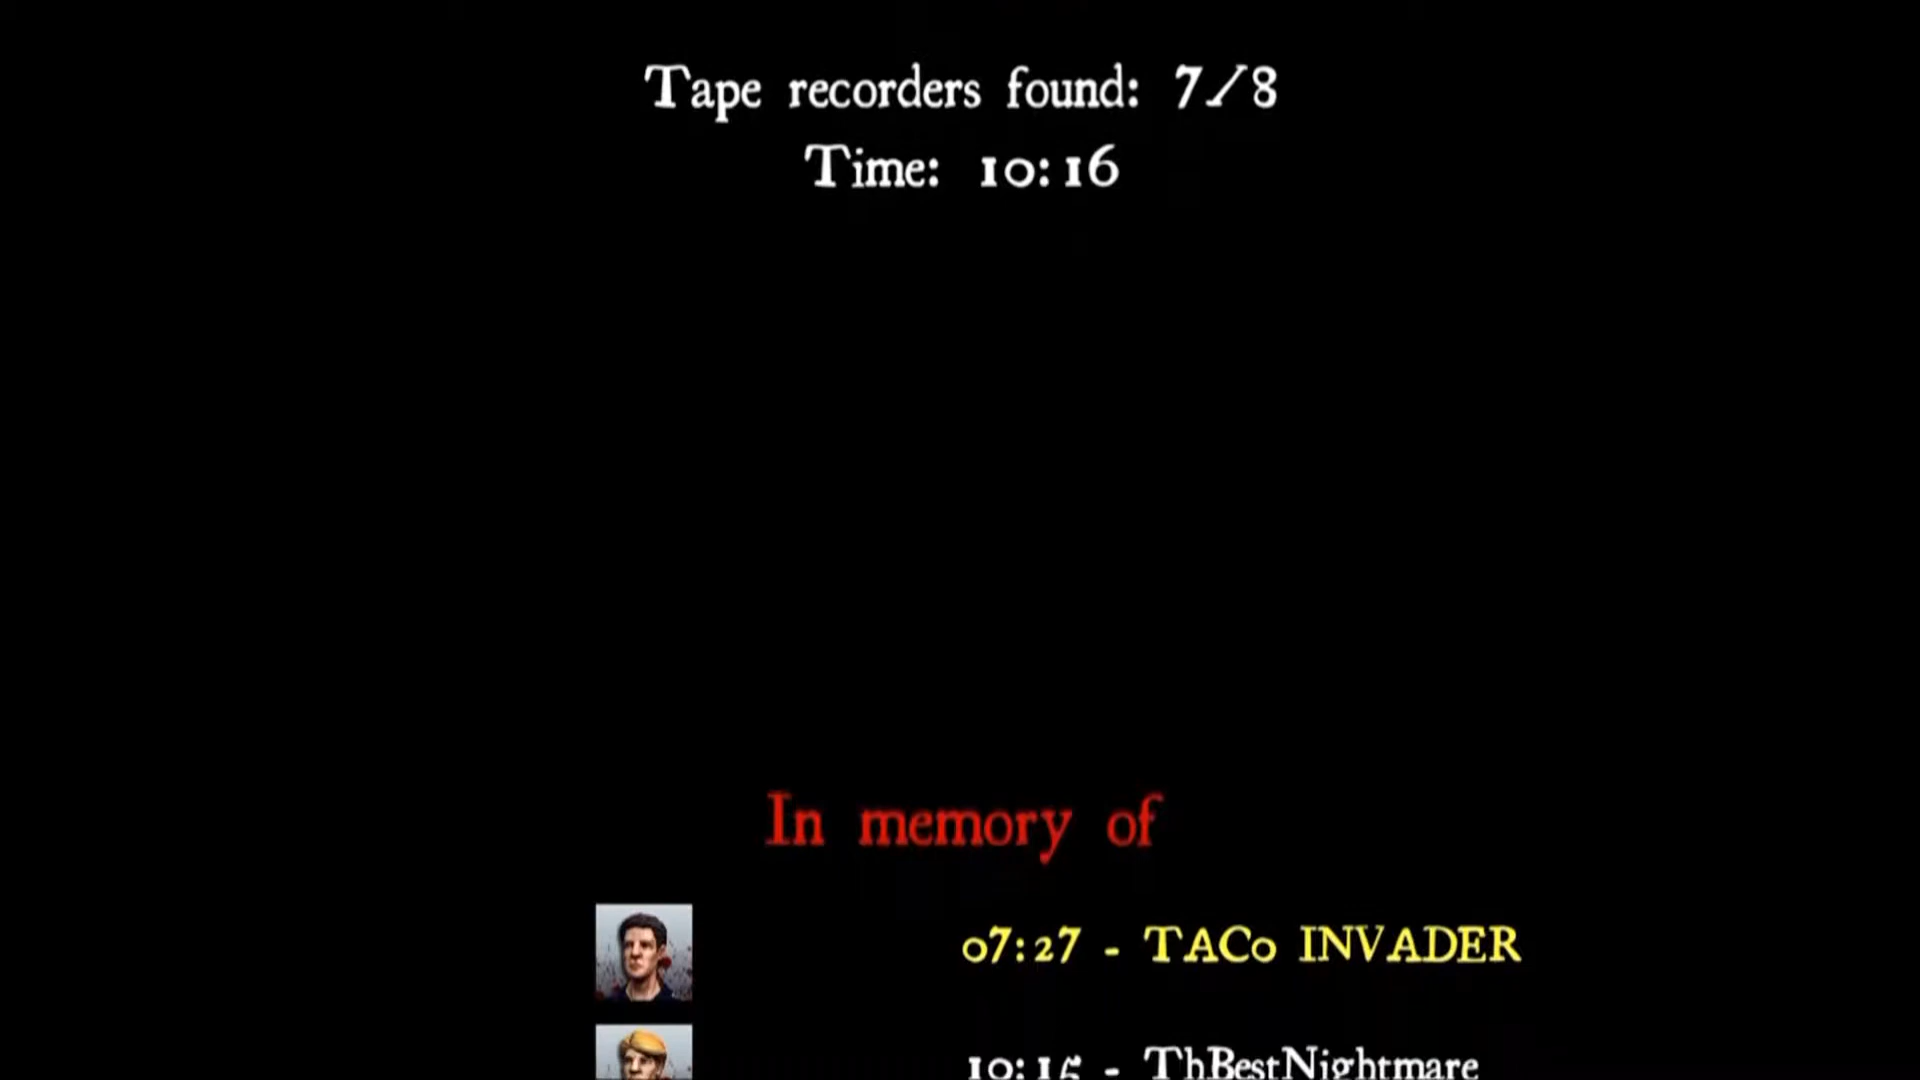 Tape recorders found: 7/8
Time: 10:16
In memory of
07:27 - TACo INVADER
10:15 - ThBestNightmare